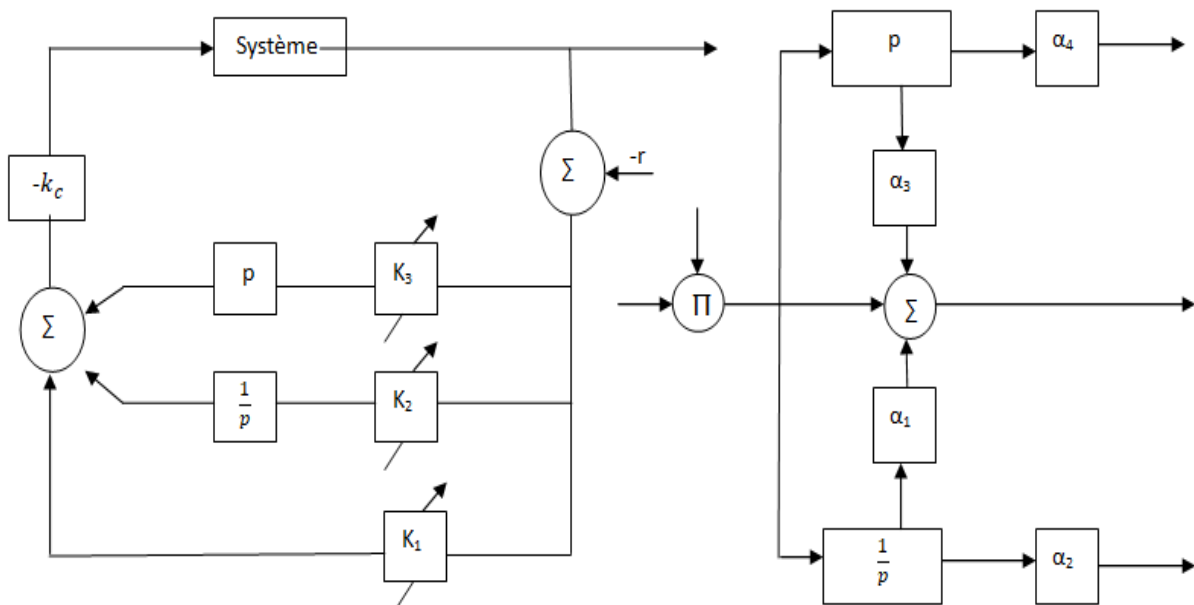 Système
-k_c
Σ
-r
p
K₃
Σ
1/p
K₂
K₁
p
α₄
α₃
Π
Σ
α₁
1/p
α₂